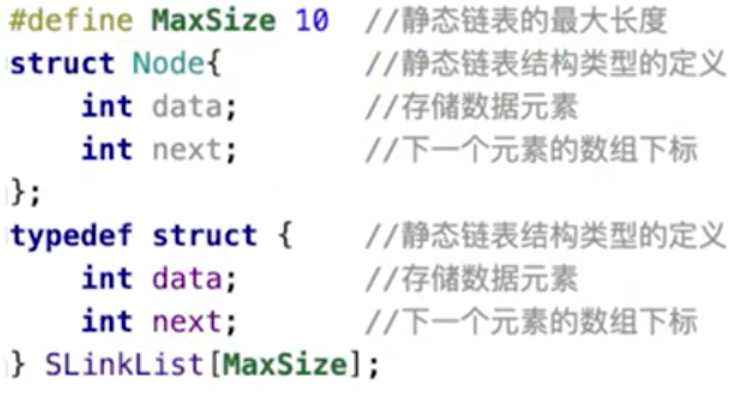 #define MaxSize 10 //静态链表的最大长度
struct Node{ //静态链表结构类型的定义
int data; //存储数据元素
int next; //下一个元素的数组下标
};
typedef struct { //静态链表结构类型的定义
int data; //存储数据元素
int next; //下一个元素的数组下标
} SLinkList[MaxSize];